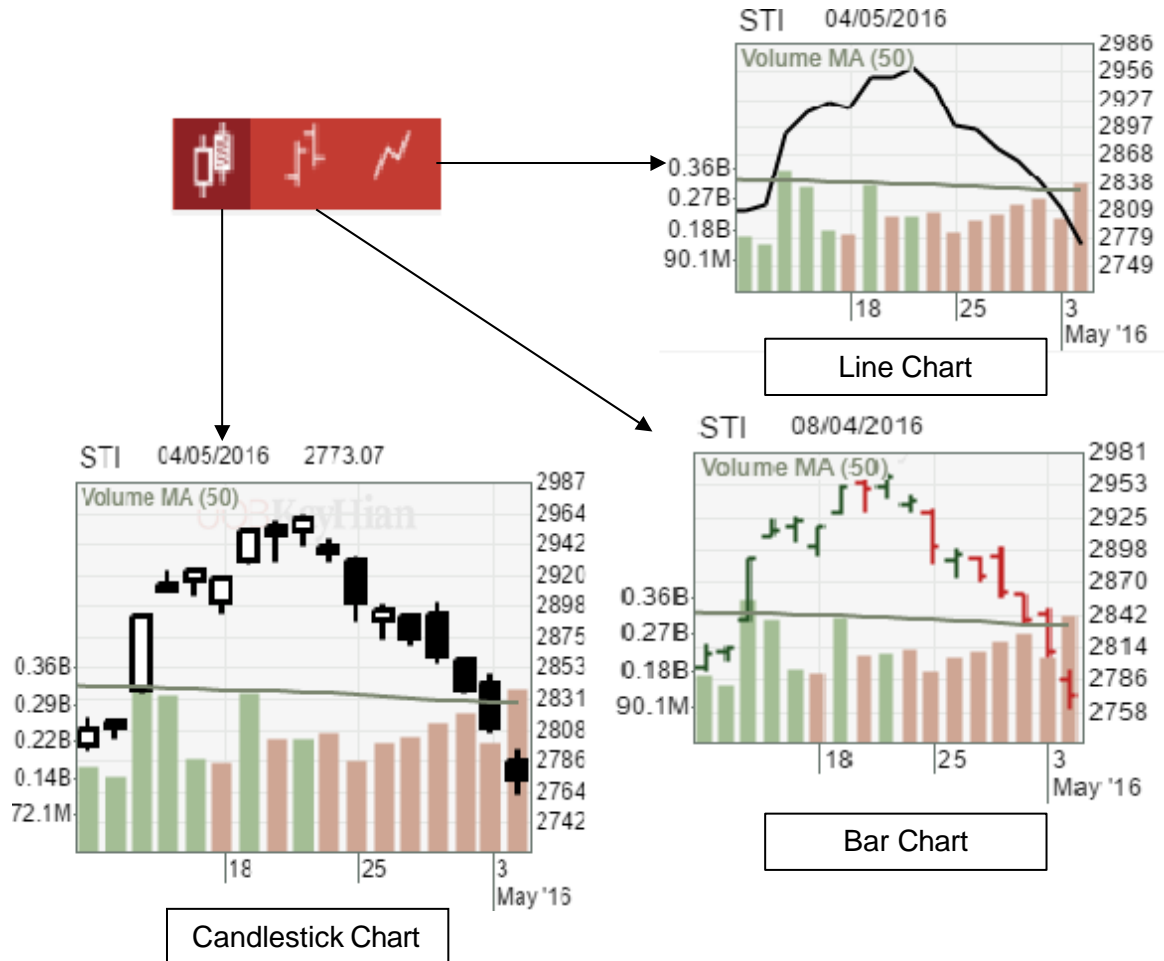 STI 04/05/2016
Volume MA (50)
2986
2956
2927
2897
2868
2838
2809
2779
2749
0.36B
0.27B
0.18B
90.1M
18 25 3
May '16
Line Chart
STI 08/04/2016
Volume MA (50)
2981
2953
2925
2898
2870
2842
2814
2786
2758
0.36B
0.27B
0.18B
90.1M
18 25 3
May '16
Bar Chart
STI 04/05/2016 2773.07
Volume MA (50)
UOBKayHian
2987
2964
2942
2920
2898
2875
2853
2831
2808
2786
2764
2742
0.36B
0.29B
0.22B
0.14B
72.1M
18 25 3
May '16
Candlestick Chart